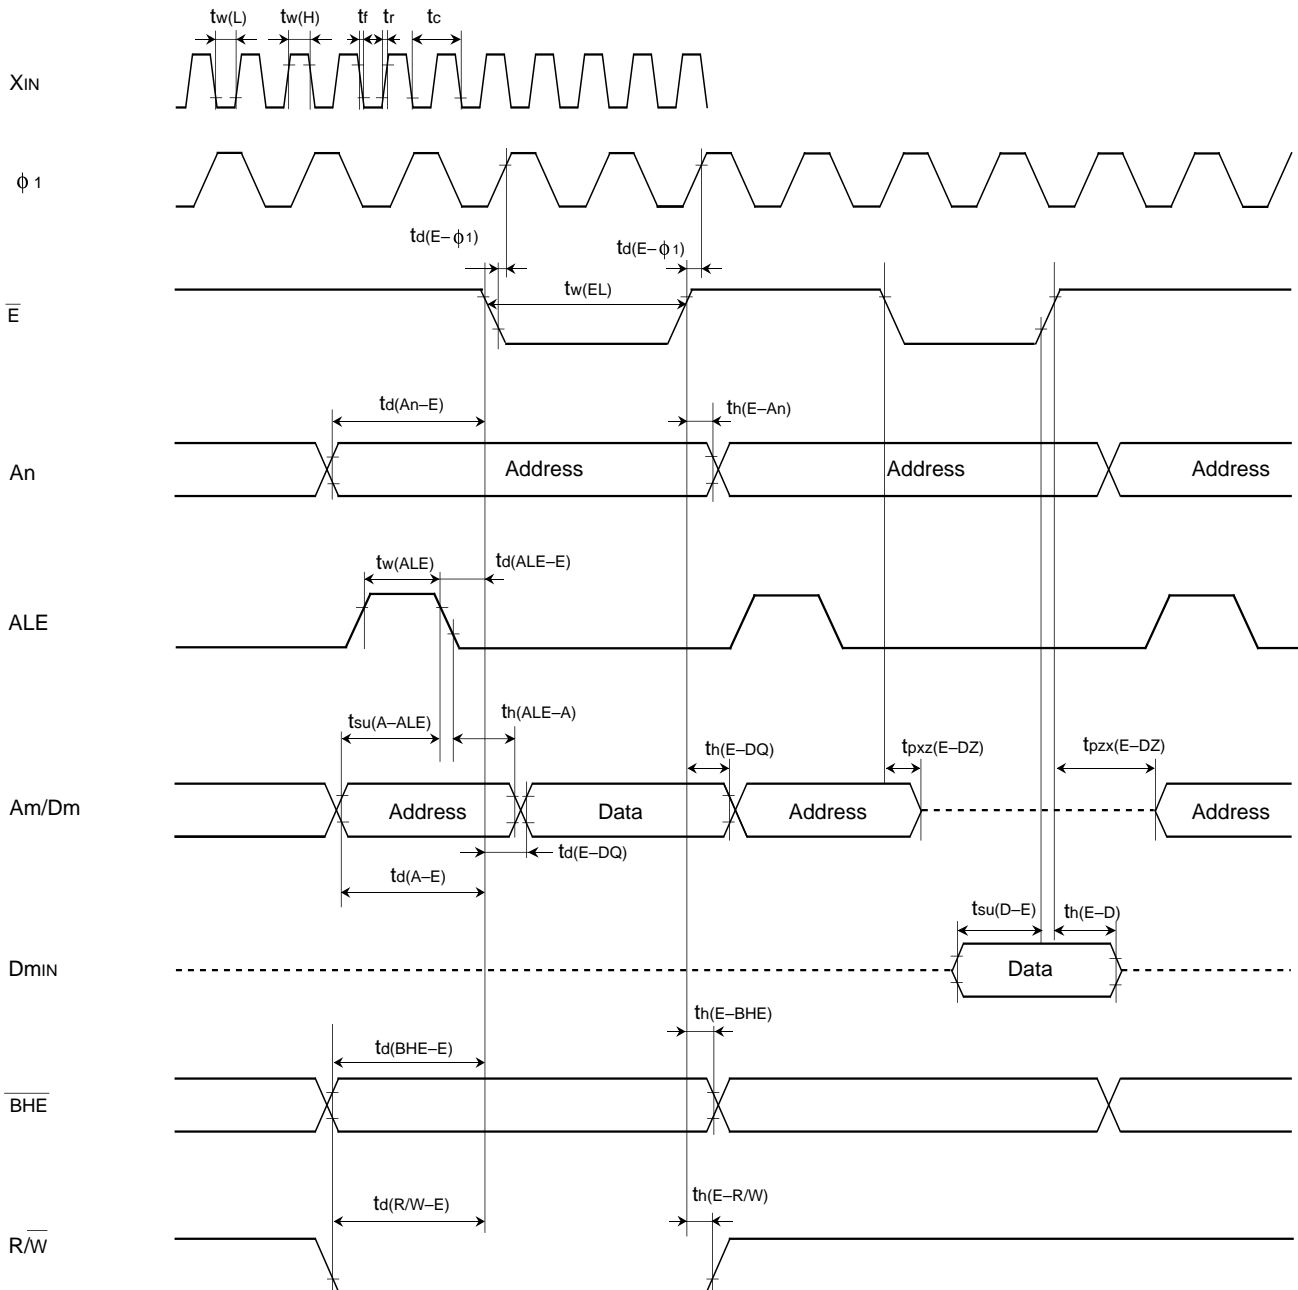 tw(L) tw(H) tf tr tc
XIN
ϕ 1
td(E–ϕ1) td(E–ϕ1)
tw(EL)
E̅
td(An–E) th(E–An)
An Address Address Address
tw(ALE) td(ALE–E)
ALE
tsu(A–ALE) th(ALE–A)
th(E–DQ) tpxz(E–DZ) tpzx(E–DZ)
Am/Dm Address Data Address Address
td(E–DQ)
td(A–E)
tsu(D–E) th(E–D)
DmIN Data
th(E–BHE)
td(BHE–E)
B̅H̅E̅
th(E–R/W)
td(R/W–E)
R/W̅